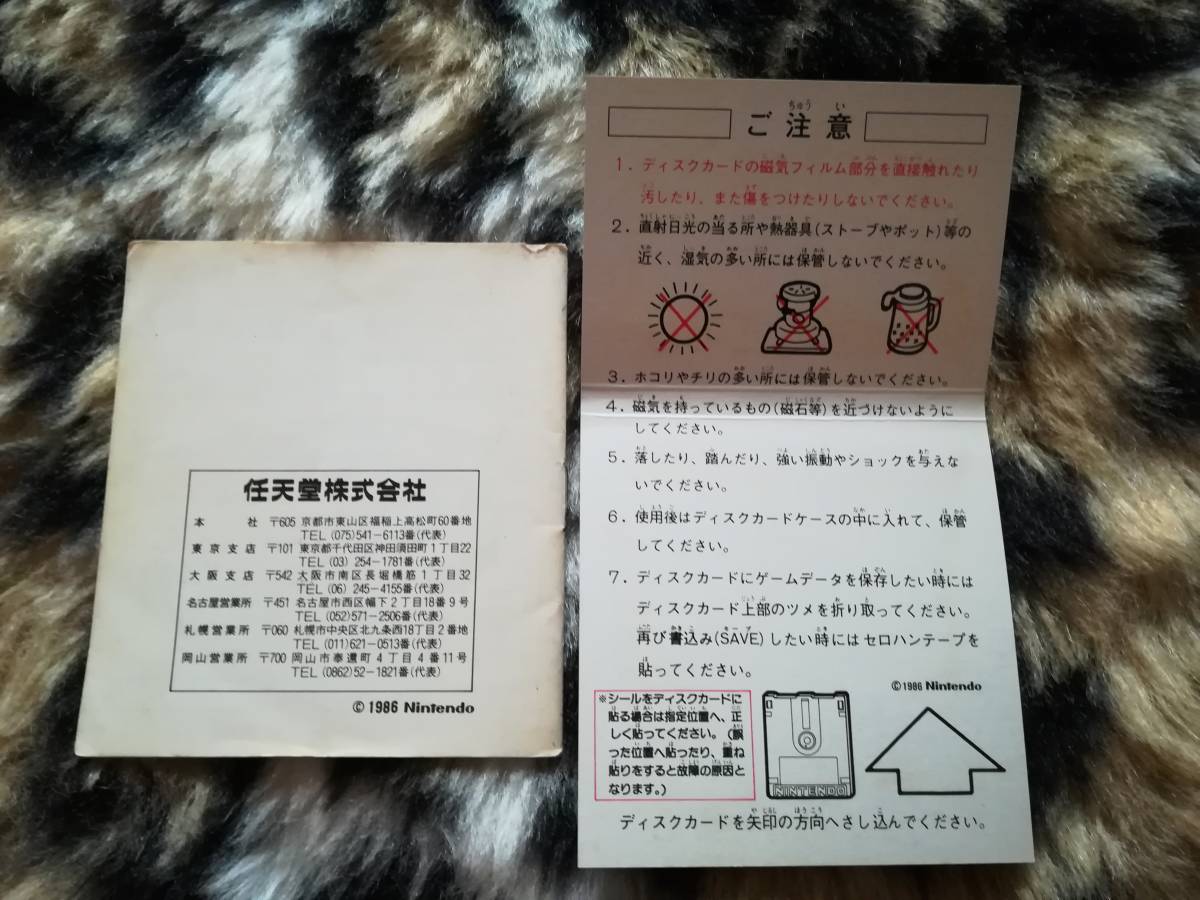 任天堂株式会社
本社 〒605 京都市東山区福稲上高松町60番地
TEL (075)541-6113番(代表)
東京支店 〒101 東京都千代田区神田須田町1丁目22
TEL (03) 254-1781番(代表)
大阪支店 〒542 大阪市南区長堀橋筋1丁目32
TEL (06) 245-4155番(代表)
名古屋営業所 〒451 名古屋市西区幅下2丁目18番9号
TEL (052)571-2506番(代表)
札幌営業所 〒060 札幌市中央区北九条西18丁目2番地
TEL (011)621-0513番(代表)
岡山営業所 〒700 岡山市奉還町4丁目4番11号
TEL (0862)52-1821番(代表)
©1986 Nintendo
ご注意
1. ディスクカードの磁気フィルム部分を直接触れたり
汚したり、また傷をつけたりしないでください。
2. 直射日光の当る所や熱器具(ストーブやポット)等の
近く、湿気の多い所には保管しないでください。
3. ホコリやチリの多い所には保管しないでください。
4. 磁気を持っているもの(磁石等)を近づけないように
してください。
5. 落したり、踏んだり、強い振動やショックを与えな
いでください。
6. 使用後はディスクカードケースの中に入れて、保管
してください。
7. ディスクカードにゲームデータを保存したい時には
ディスクカード上部のツメを折り取ってください。
再び書込み(SAVE)したい時にはセロハンテープを
貼ってください。
©1986 Nintendo
※シールをディスクカードに
貼る場合は指定位置へ、正
しく貼ってください。(誤
った位置へ貼ったり、重ね
貼りをすると故障の原因と
なります。)
NINTENDO
ディスクカードを矢印の方向へさし込んでください。